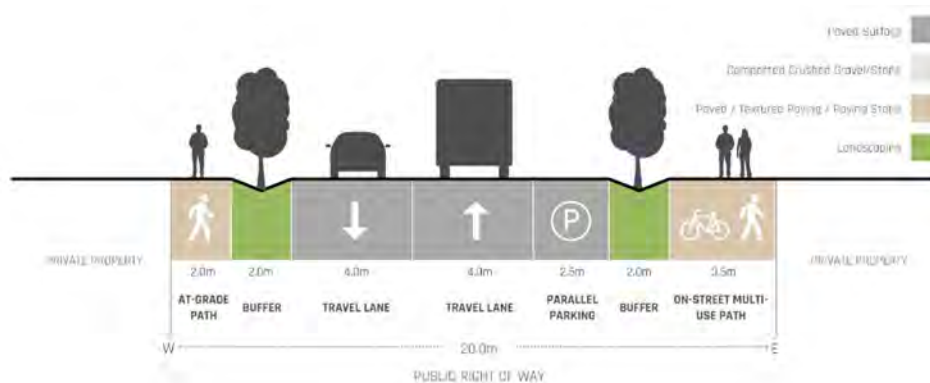 Paved Surface
Compacted Crushed Gravel/Stone
Paved / Textured Paving / Paving Stone
Landscaping
P
PRIVATE PROPERTY
PRIVATE PROPERTY
2.0m 2.0m 4.0m 4.0m 2.5m 2.0m 3.5m
AT-GRADE PATH
BUFFER
TRAVEL LANE
TRAVEL LANE
PARALLEL PARKING
BUFFER
ON-STREET MULTI-
USE PATH
W 20.0m E
PUBLIC RIGHT OF WAY